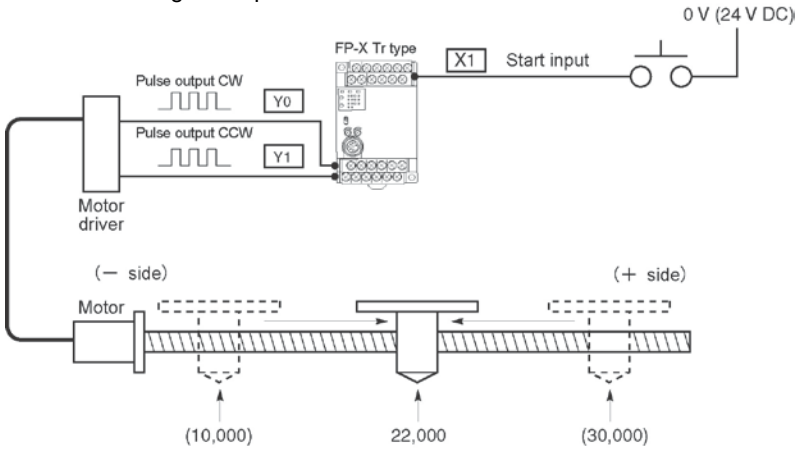 0 V (24 V DC)
FP-X Tr type
X1 Start input
Pulse output CW
Y0
Pulse output CCW
Y1
Motor
driver
(− side)
(+ side)
Motor
(10,000)
22,000
(30,000)